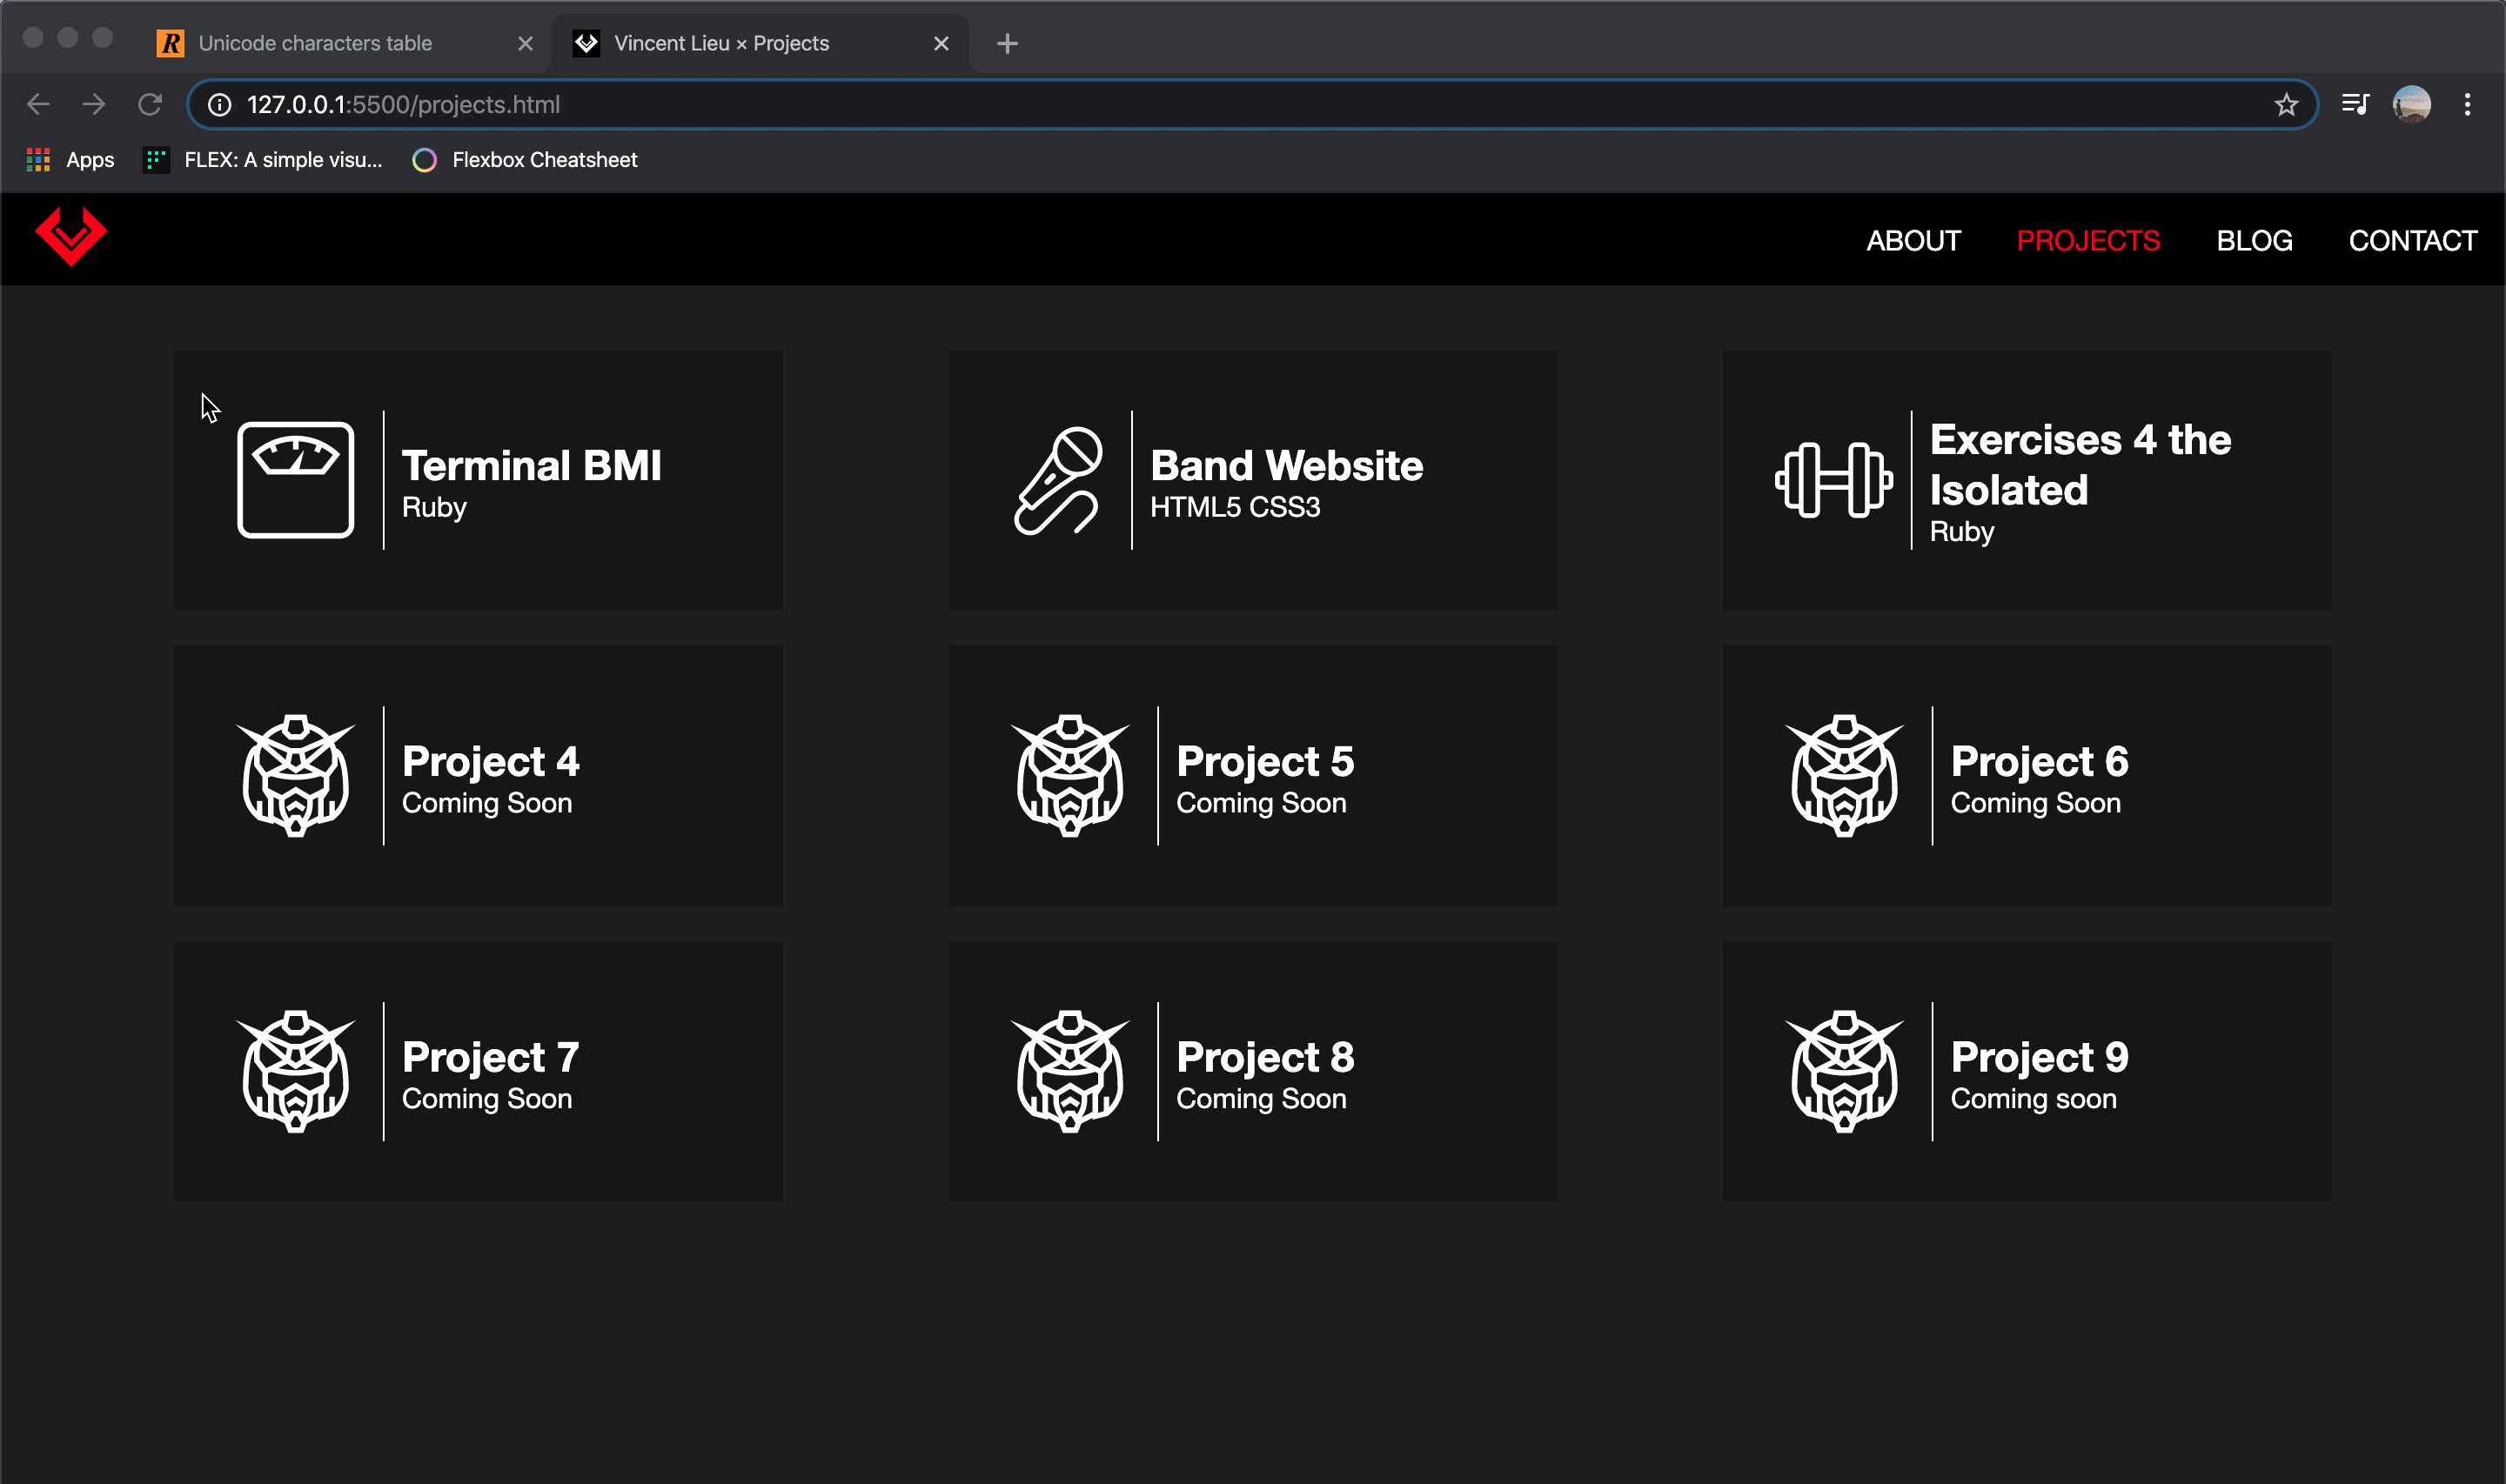 Unicode characters table
Vincent Lieu × Projects
127.0.0.1:5500/projects.html
Apps
FLEX: A simple visu...
Flexbox Cheatsheet
ABOUT
PROJECTS
BLOG
CONTACT
Terminal BMI
Ruby
Band Website
HTML5 CSS3
Exercises 4 the
Isolated
Ruby
Project 4
Coming Soon
Project 5
Coming Soon
Project 6
Coming Soon
Project 7
Coming Soon
Project 8
Coming Soon
Project 9
Coming soon